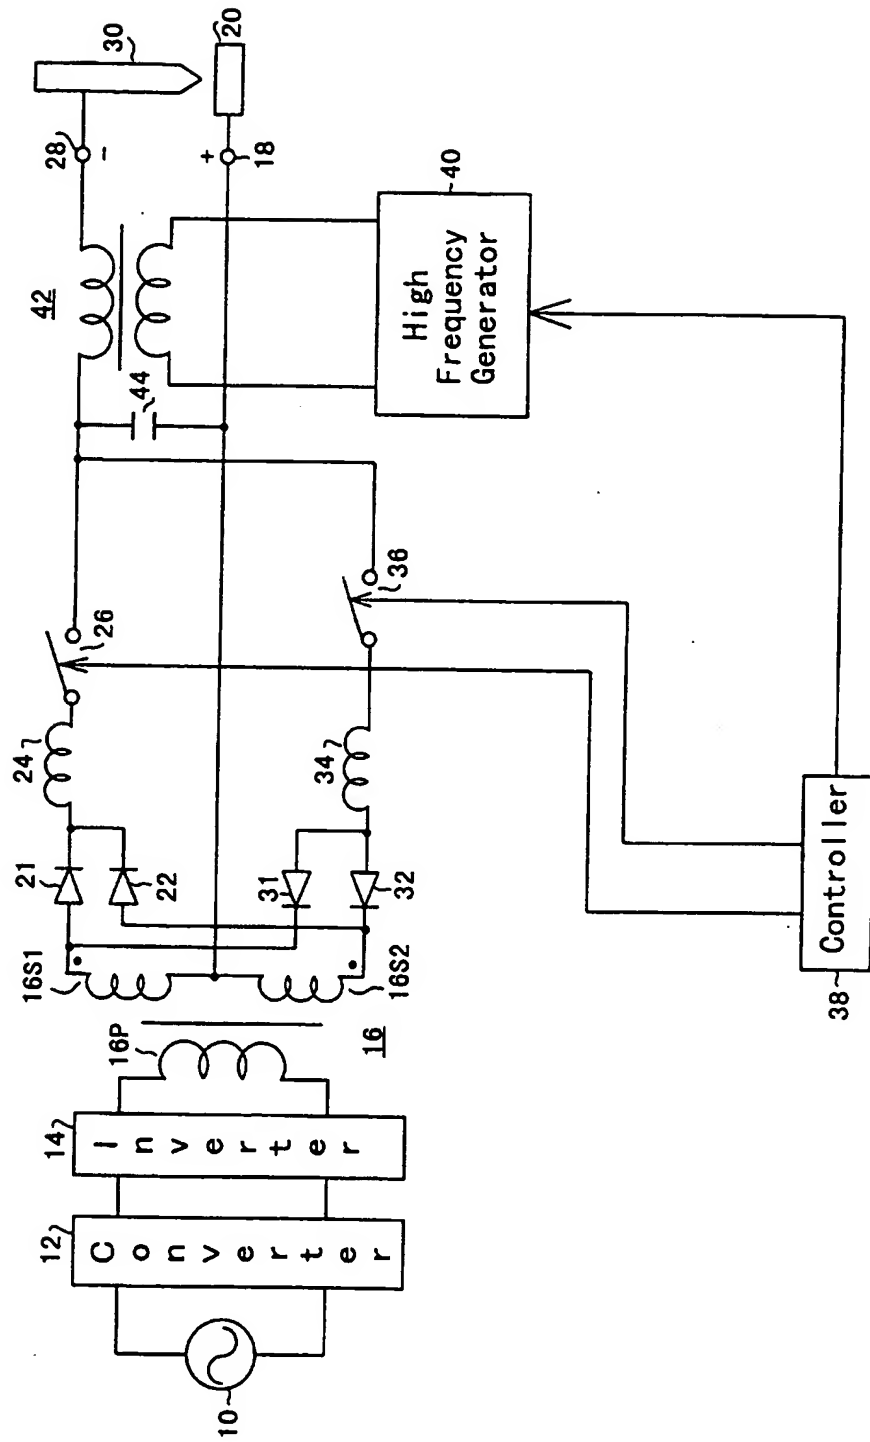 10
12
Converter
14
Inverter
16P
16
16S1
16S2
21
22
31
32
24
34
26
36
44
42
28
-
+
18
30
20
High
Frequency
Generator
40
Controller
38